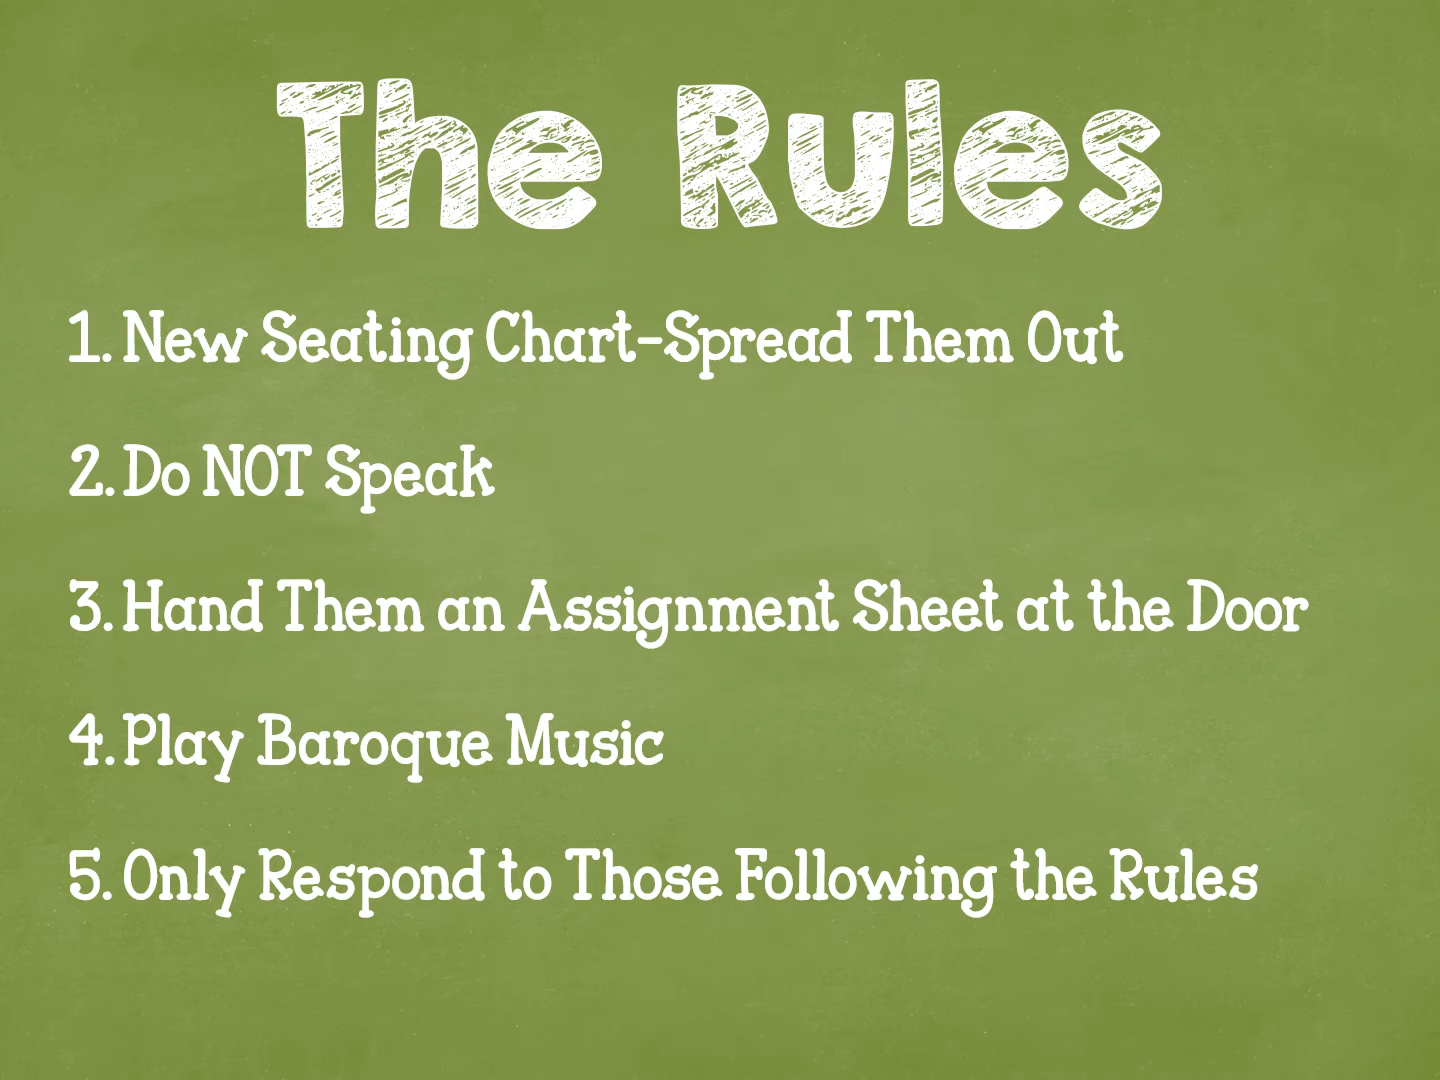 The Rules
1. New Seating Chart-Spread Them Out
2. Do NOT Speak
3. Hand Them an Assignment Sheet at the Door
4. Play Baroque Music
5. Only Respond to Those Following the Rules